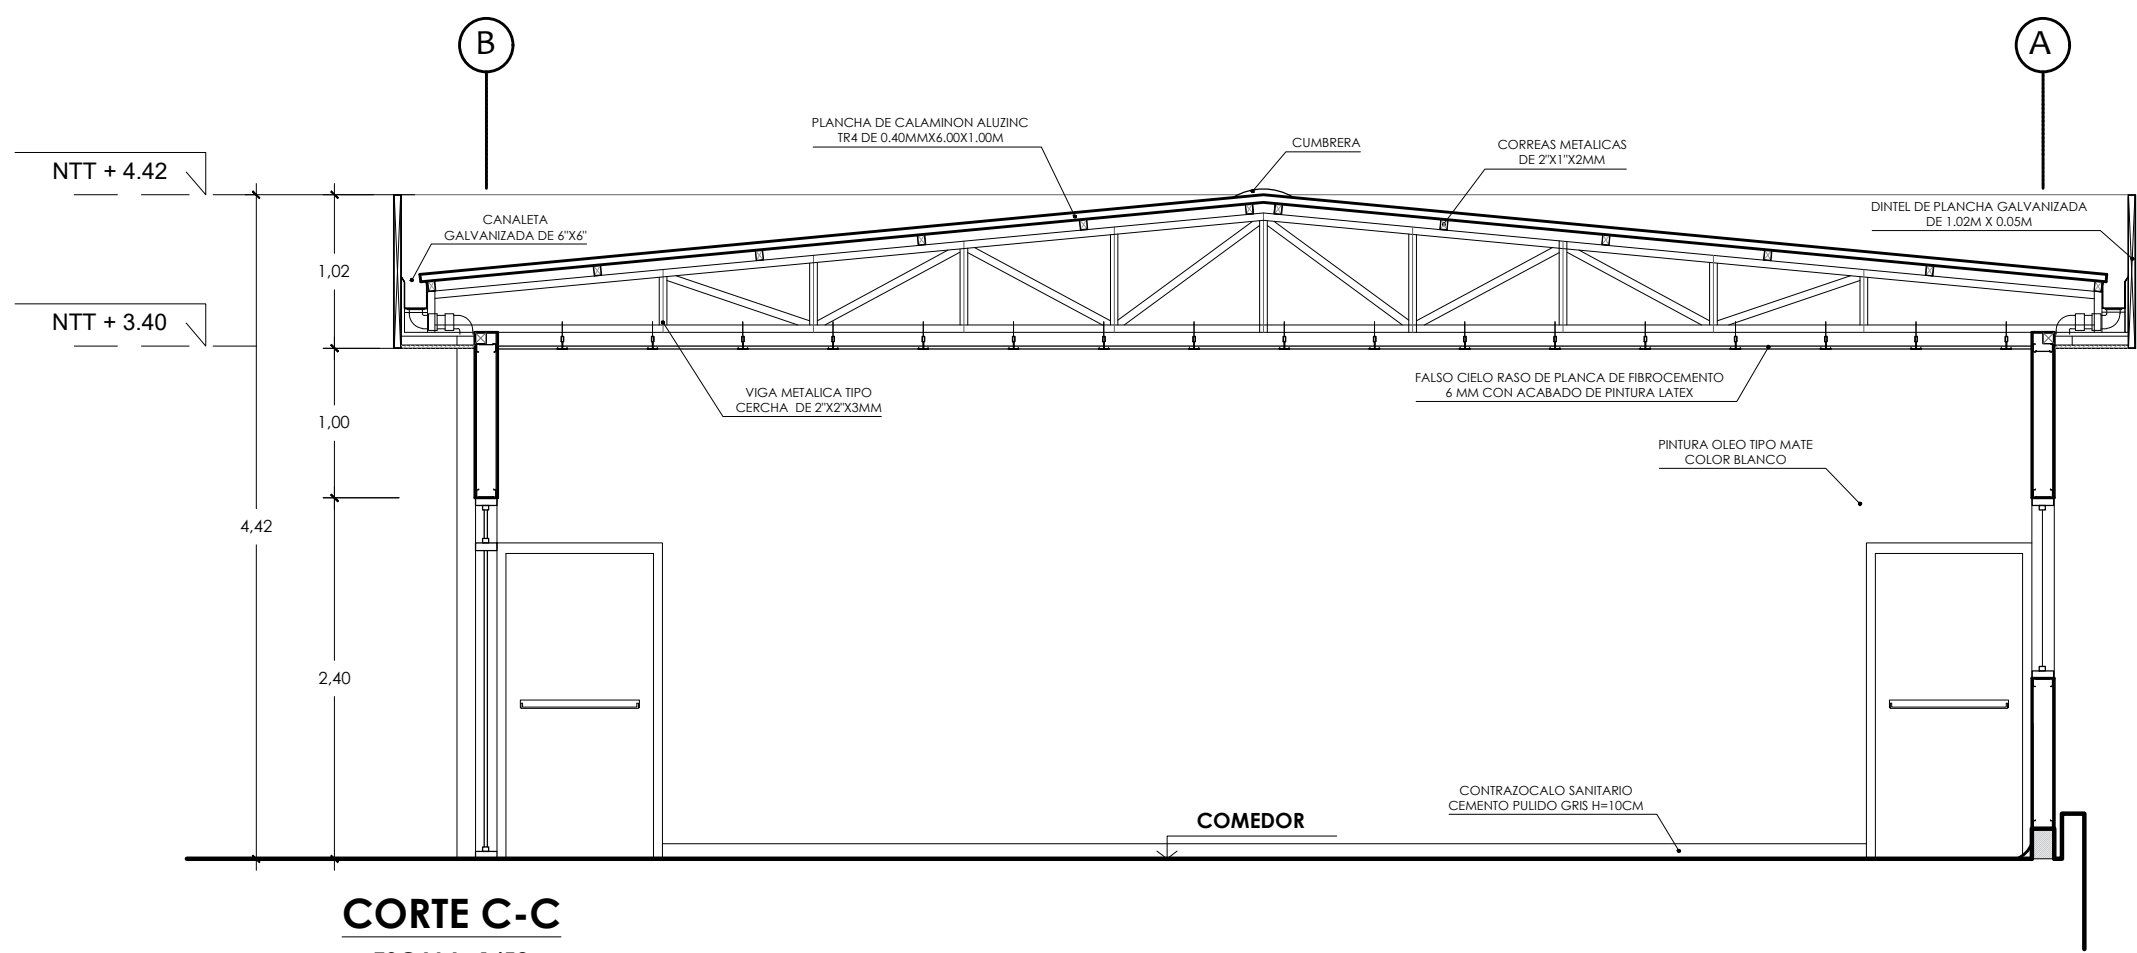 B
A
PLANCHA DE CALAMINON ALUZINC
TR4 DE 0.40MMX6.00X1.00M
CUMBRERA
CORREAS METALICAS
DE 2"X1"X2MM
NTT + 4.42
CANALETA
GALVANIZADA DE 6"X6"
DINTEL DE PLANCHA GALVANIZADA
DE 1.02M X 0.05M
1,02
NTT + 3.40
VIGA METALICA TIPO
CERCHA DE 2"X2"X3MM
FALSO CIELO RASO DE PLANCA DE FIBROCEMENTO
6 MM CON ACABADO DE PINTURA LATEX
1,00
PINTURA OLEO TIPO MATE
COLOR BLANCO
4,42
2,40
CONTRAZOCALO SANITARIO
CEMENTO PULIDO GRIS H=10CM
COMEDOR
CORTE C-C